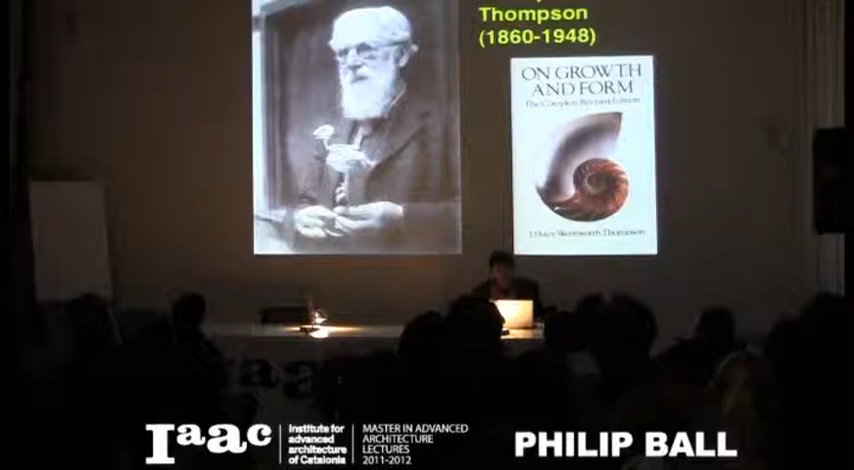 Thompson
(1860-1948)
ON GROWTH
AND FORM
The Complete Revised Edition
D'Arcy Wentworth Thompson
Iaac
Institute for
advanced
architecture
of Catalonia
MASTER IN ADVANCED
ARCHITECTURE
LECTURES
2011-2012
PHILIP BALL